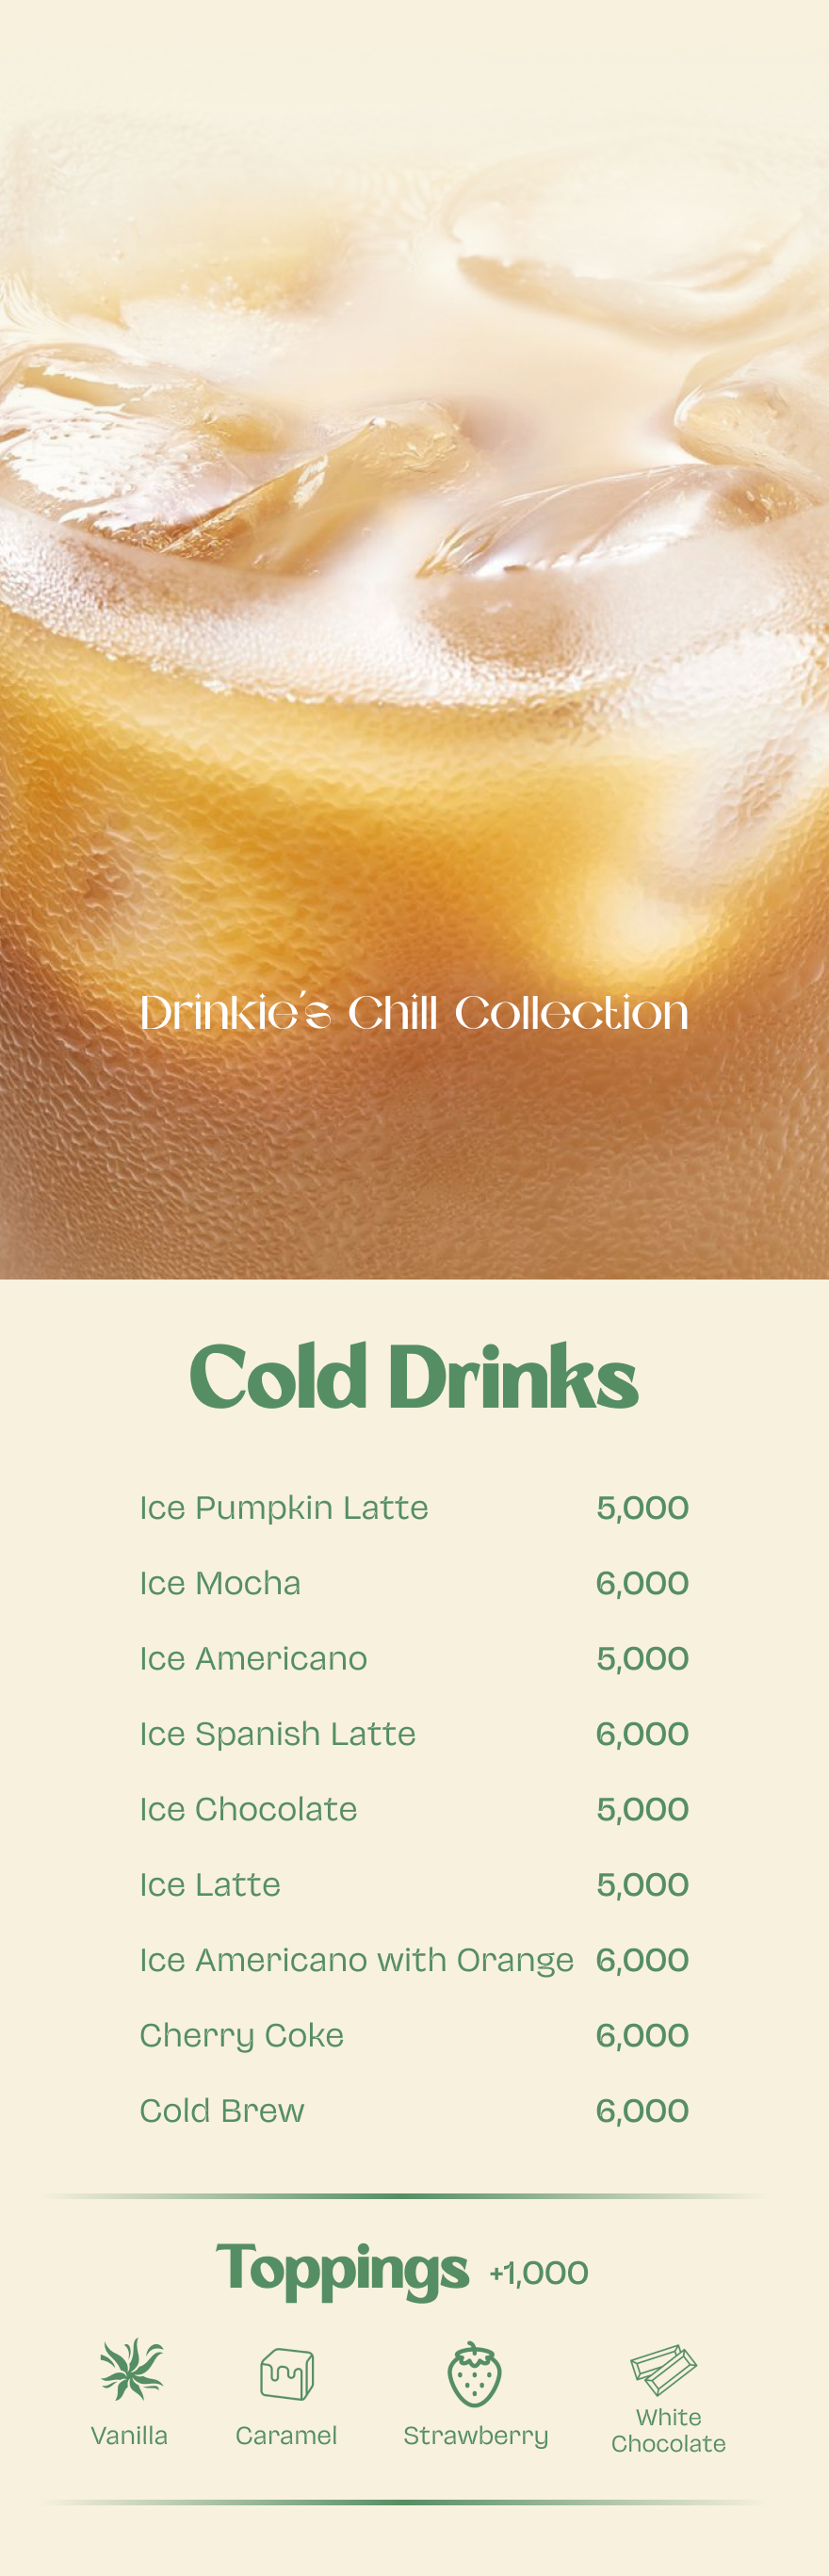 Drinkie's Chill Collection
Cold Drinks
Ice Pumpkin Latte 5,000
Ice Mocha 6,000
Ice Americano 5,000
Ice Spanish Latte 6,000
Ice Chocolate 5,000
Ice Latte 5,000
Ice Americano with Orange 6,000
Cherry Coke 6,000
Cold Brew 6,000
Toppings +1,000
Vanilla
Caramel
Strawberry
White
Chocolate